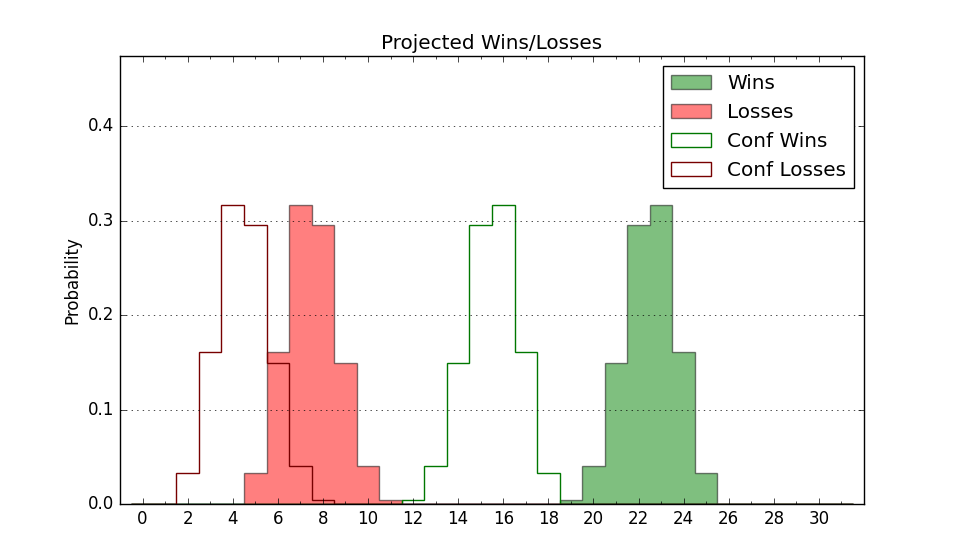 Projected Wins/Losses
Wins
Losses
Conf Wins
Conf Losses
Probability
0.4
0.3
0.2
0.1
0.0
0 2 4 6 8 10 12 14 16 18 20 22 24 26 28 30